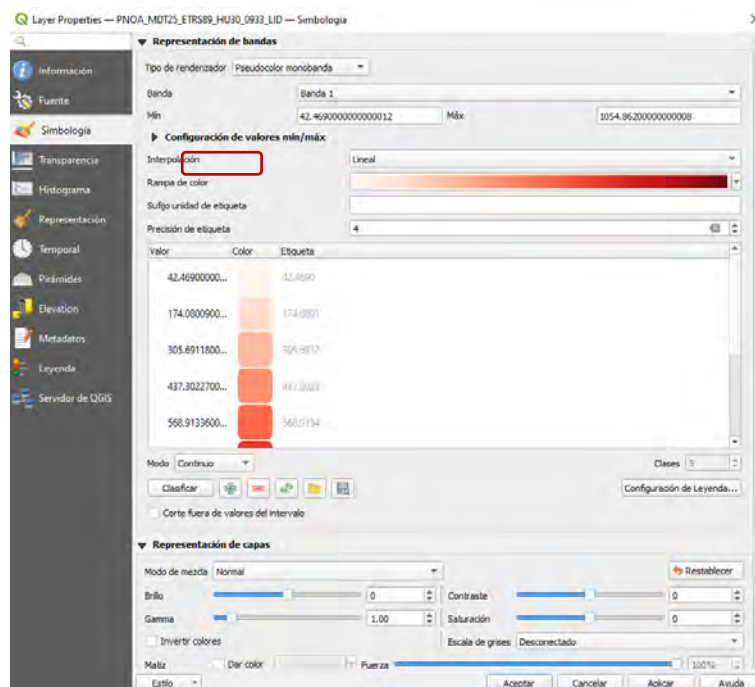 Layer Properties — PNOA_MDT25_ETRS89_HU30_0933_LID — Simbología
Información
Fuente
Simbología
Transparencia
Histograma
Representación
Temporal
Pirámides
Elevation
Metadatos
Leyenda
Servidor de QGIS
Representación de bandas
Tipo de renderizador Pseudocolor monobanda
Banda Banda 1
Mín 42.4690000000000012 Máx 1054.8620000000000008
Configuración de valores mín/máx
Interpolación Lineal
Rampa de color
Sufijo unidad de etiqueta
Precisión de etiqueta 4
Valor Color Etiqueta
42.46900000... 42.4690
174.0800900... 174.0801
305.6911800... 305.6912
437.3022700... 437.3023
568.9133600... 568.9134
Modo Continuo Clases 9
Clasificar Configuración de Leyenda...
Corte fuera de valores del intervalo
Representación de capas
Modo de mezcla Normal Restablecer
Brillo 0 Contraste 0
Gamma 1.00 Saturación 0
Invertir colores Escala de grises Desconectado
Matiz Dar color Fuerza 100%
Estilo Aceptar Cancelar Aplicar Ayuda